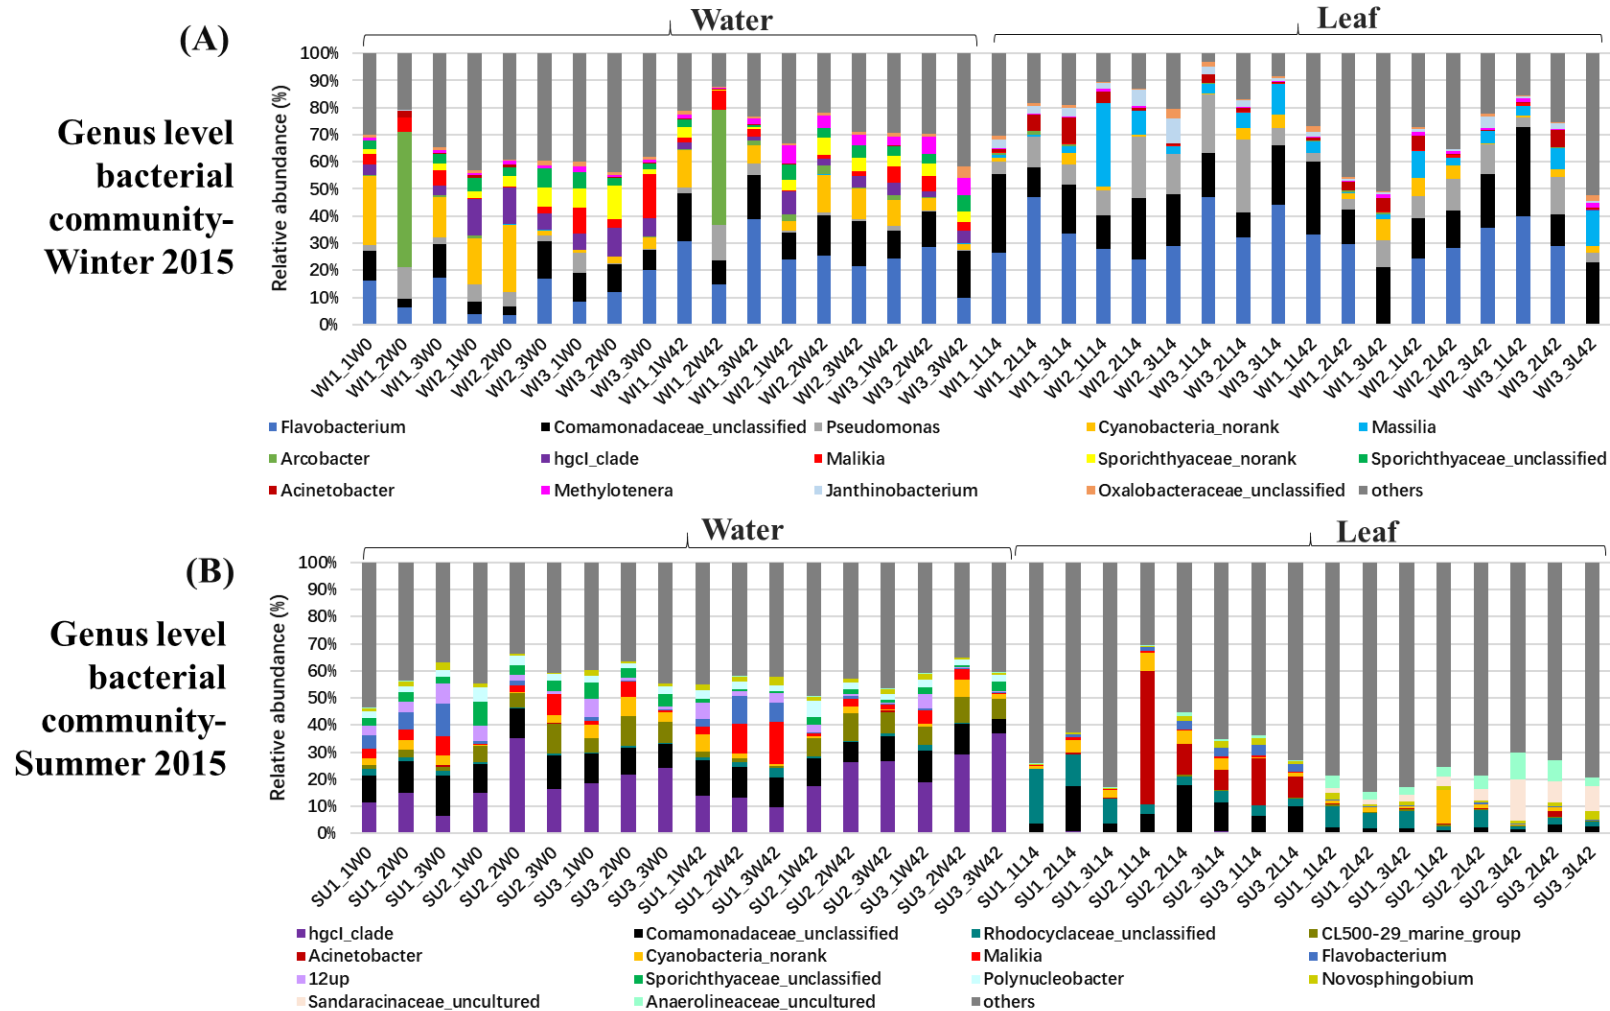 (A)
Genus level
bacterial
community-
Winter 2015
Water
Leaf
Relative abundance (%)
100%
90%
80%
70%
60%
50%
40%
30%
20%
10%
0%
WI1_1W0
WI1_2W0
WI1_3W0
WI2_1W0
WI2_2W0
WI2_3W0
WI3_1W0
WI3_2W0
WI3_3W0
WI1_1W42
WI1_2W42
WI1_3W42
WI2_1W42
WI2_2W42
WI2_3W42
WI3_1W42
WI3_2W42
WI3_3W42
WI1_1L14
WI1_2L14
WI1_3L14
WI2_1L14
WI2_2L14
WI2_3L14
WI3_1L14
WI3_2L14
WI3_3L14
WI1_1L42
WI1_2L42
WI1_3L42
WI2_1L42
WI2_2L42
WI2_3L42
WI3_1L42
WI3_2L42
WI3_3L42
Flavobacterium Comamonadaceae_unclassified Pseudomonas Cyanobacteria_norank Massilia
Arcobacter hgcI_clade Malikia Sporichthyaceae_norank Sporichthyaceae_unclassified
Acinetobacter Methylotenera Janthinobacterium Oxalobacteraceae_unclassified others
(B)
Genus level
bacterial
community-
Summer 2015
Water
Leaf
Relative abundance (%)
100%
90%
80%
70%
60%
50%
40%
30%
20%
10%
0%
SU1_1W0
SU1_2W0
SU1_3W0
SU2_1W0
SU2_2W0
SU2_3W0
SU3_1W0
SU3_2W0
SU3_3W0
SU1_1W42
SU1_2W42
SU1_3W42
SU2_1W42
SU2_2W42
SU2_3W42
SU3_1W42
SU3_2W42
SU3_3W42
SU1_1L14
SU1_2L14
SU1_3L14
SU2_1L14
SU2_2L14
SU2_3L14
SU3_1L14
SU3_2L14
SU1_1L42
SU1_2L42
SU1_3L42
SU2_1L42
SU2_2L42
SU2_3L42
SU3_2L42
SU3_3L42
hgcI_clade Comamonadaceae_unclassified Rhodocyclaceae_unclassified CL500-29_marine_group
Acinetobacter Cyanobacteria_norank Malikia Flavobacterium
12up Sporichthyaceae_unclassified Polynucleobacter Novosphingobium
Sandaracinaceae_uncultured Anaerolineaceae_uncultured others